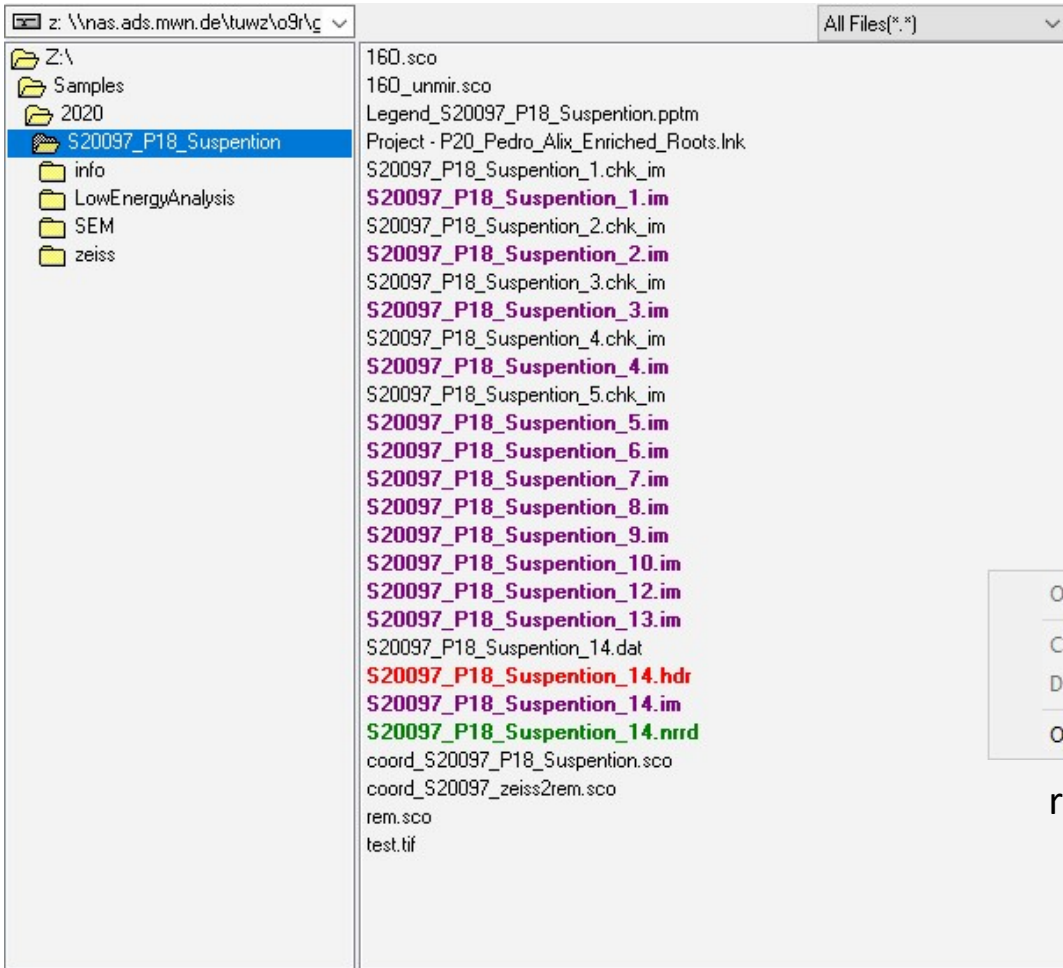 z: \\nas.ads.mwn.de\tuwz\o9r\g
All Files(*.*)
Z:\
Samples
2020
S20097_P18_Suspention
info
LowEnergyAnalysis
SEM
zeiss
16O.sco
16O_unmir.sco
Legend_S20097_P18_Suspention.pptm
Project - P20_Pedro_Alix_Enriched_Roots.lnk
S20097_P18_Suspention_1.chk_im
S20097_P18_Suspention_1.im
S20097_P18_Suspention_2.chk_im
S20097_P18_Suspention_2.im
S20097_P18_Suspention_3.chk_im
S20097_P18_Suspention_3.im
S20097_P18_Suspention_4.chk_im
S20097_P18_Suspention_4.im
S20097_P18_Suspention_5.chk_im
S20097_P18_Suspention_5.im
S20097_P18_Suspention_6.im
S20097_P18_Suspention_7.im
S20097_P18_Suspention_8.im
S20097_P18_Suspention_9.im
S20097_P18_Suspention_10.im
S20097_P18_Suspention_12.im
S20097_P18_Suspention_13.im
S20097_P18_Suspention_14.dat
S20097_P18_Suspention_14.hdr
S20097_P18_Suspention_14.im
S20097_P18_Suspention_14.nrrd
coord_S20097_P18_Suspention.sco
coord_S20097_zeiss2rem.sco
rem.sco
test.tif